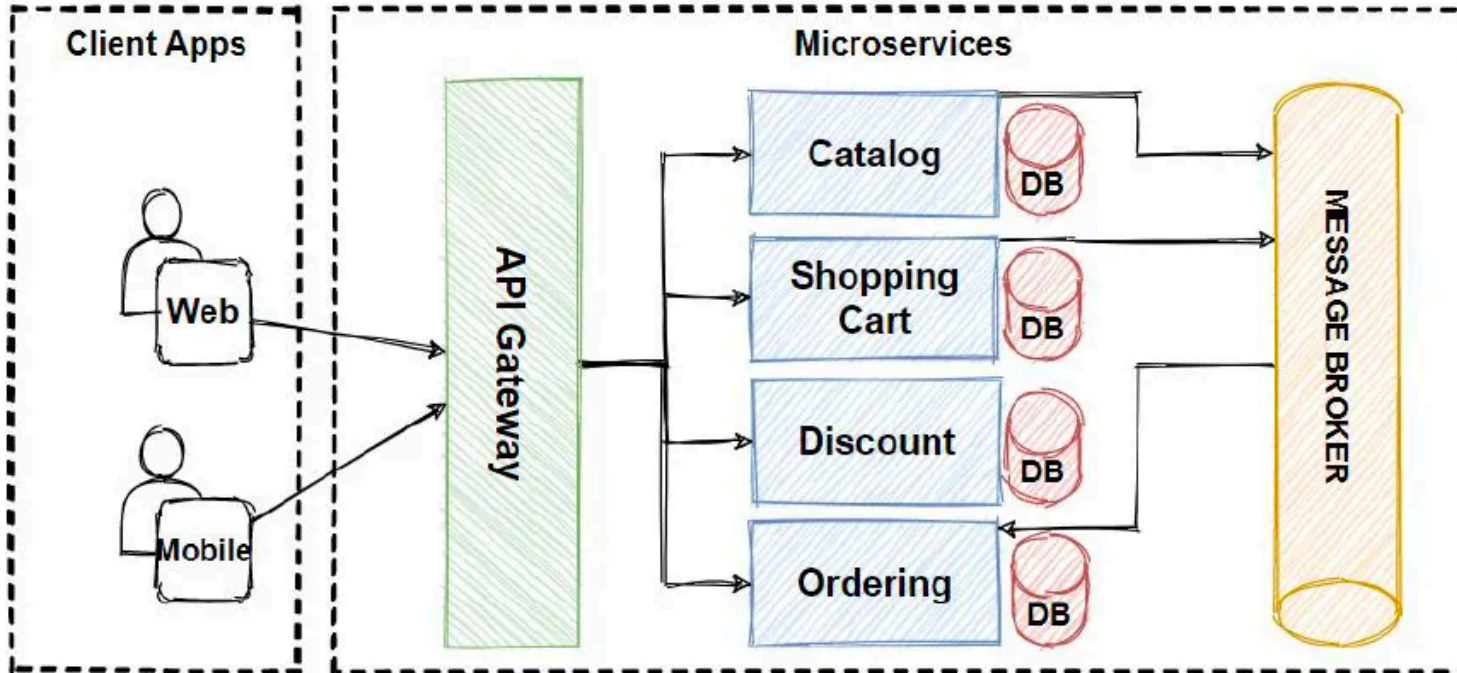 Client Apps
Microservices
Web
Mobile
API Gateway
Catalog
DB
Shopping
Cart
DB
Discount
DB
Ordering
DB
MESSAGE BROKER